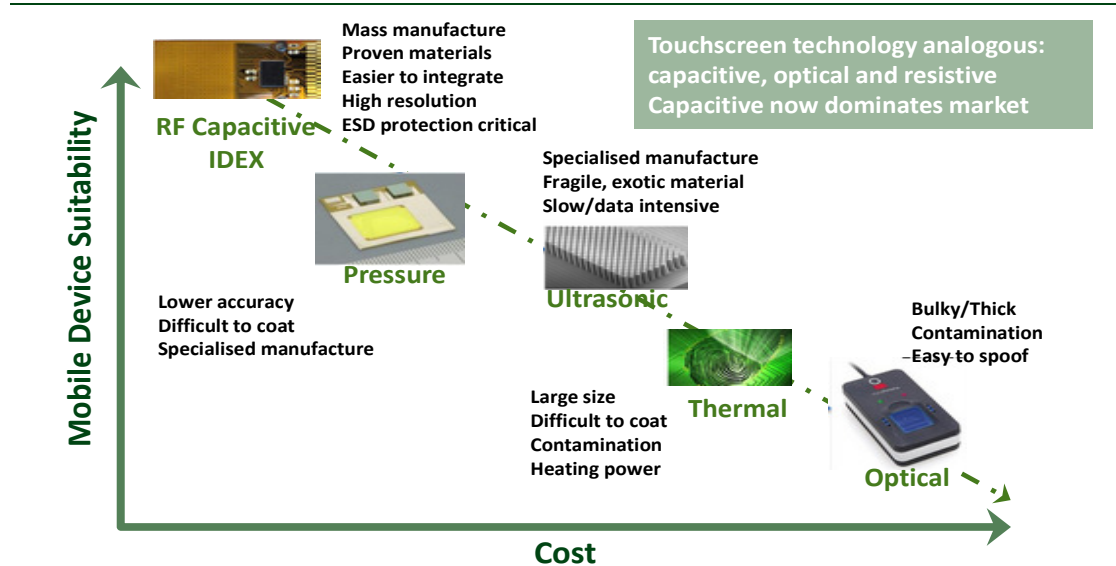 Mass manufacture
Proven materials
Easier to integrate
High resolution
ESD protection critical
Touchscreen technology analogous:
capacitive, optical and resistive
Capacitive now dominates market
RF Capacitive
IDEX
Specialised manufacture
Fragile, exotic material
Slow/data intensive
Pressure
Ultrasonic
Lower accuracy
Difficult to coat
Specialised manufacture
Bulky/Thick
Contamination
Easy to spoof
Thermal
Large size
Difficult to coat
Contamination
Heating power
Optical
Mobile Device Suitability
Cost